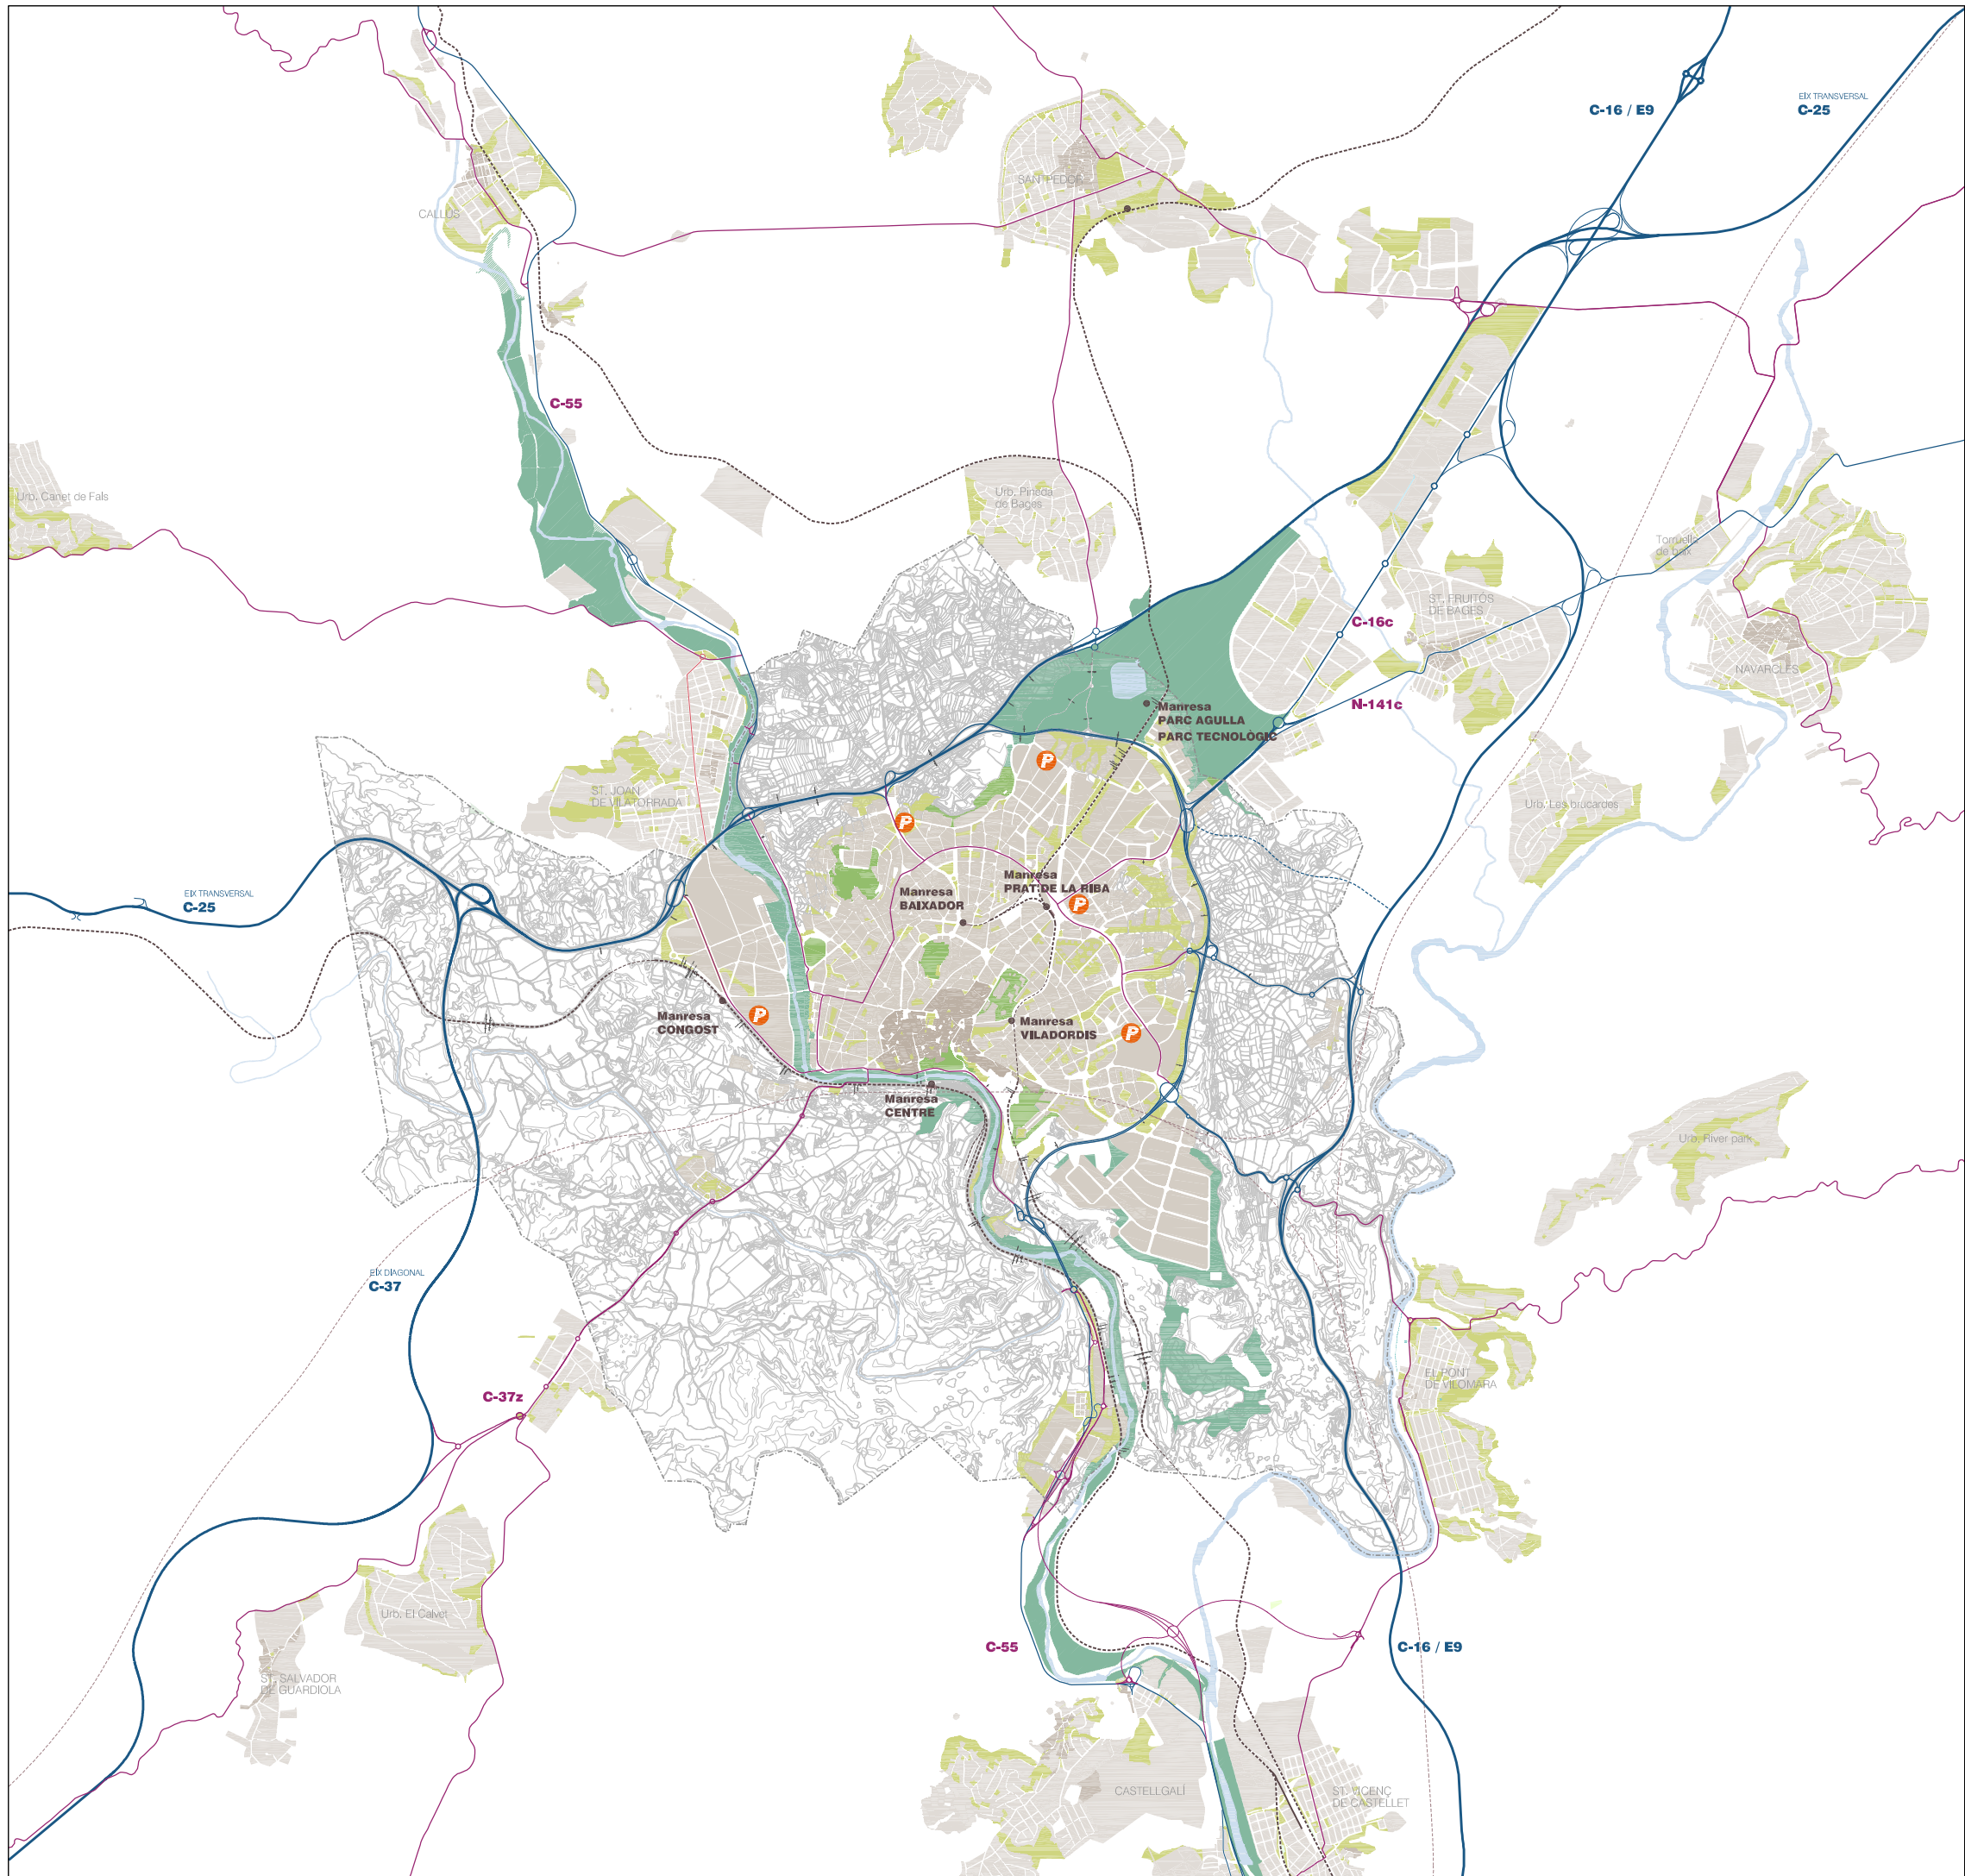 C-16 / E9
EIX TRANSVERSAL
C-25
SANTPEDOR
CALLÚS
C-55
Urb. Canet de Fals
Urb. Pineda
de Bages
Torruella
de baix
ST. FRUITÓS
DE BAGES
C-16c
NAVARCLES
N-141c
Manresa
PARC AGULLA
PARC TECNOLÒGIC
P
ST. JOAN
DE VILATORRADA
Urb. Les brucardes
P
EIX TRANSVERSAL
C-25
Manresa
BAIXADOR
Manresa
PRAT DE LA RIBA
P
Manresa
CONGOST
P
Manresa
VILADORDIS
P
Manresa
CENTRE
Urb. River park
EIX DIAGONAL
C-37
EL PONT
DE VILOMARA
C-37z
Urb. El Calvet
C-55
C-16 / E9
ST. SALVADOR
DE GUARDIOLA
CASTELLGALÍ
ST. VICENÇ
DE CASTELLET